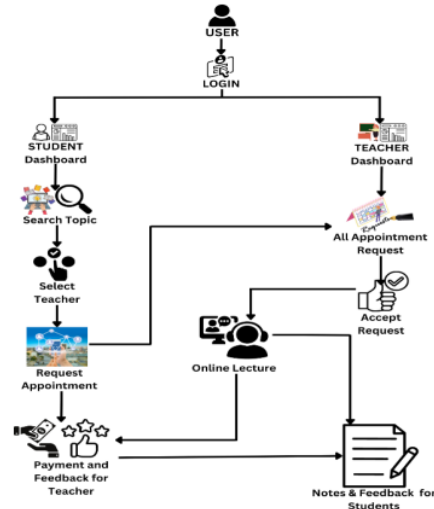 USER
LOGIN
STUDENT
Dashboard
TEACHER
Dashboard
Search Topic
All Appointment
Request
Select
Teacher
Accept
Request
Online Lecture
Request
Appointment
Payment and
Feedback for
Teacher
Notes & Feedback for
Students